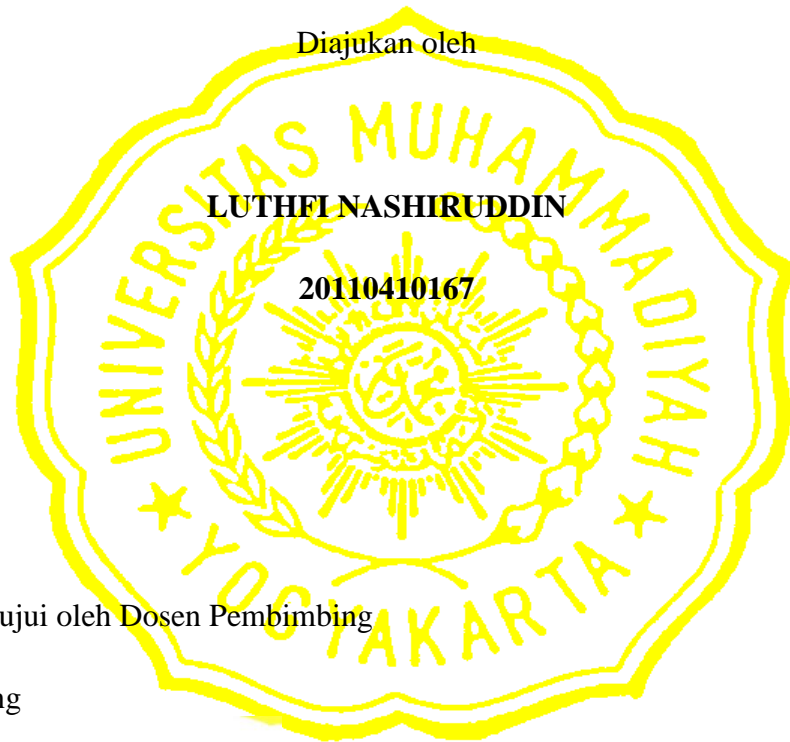 Diajukan oleh
UNIVERSITAS MUHAMMADIYAH
LUTHFI NASHIRUDDIN
20110410167
ujui oleh Dosen Pembimbing
YOGYAKARTA
ng